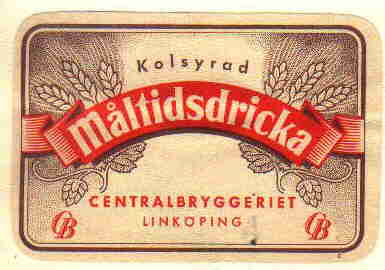 Kolsyrad
Måltidsdricka
CENTRALBRYGGERIET
LINKÖPING
CB CB